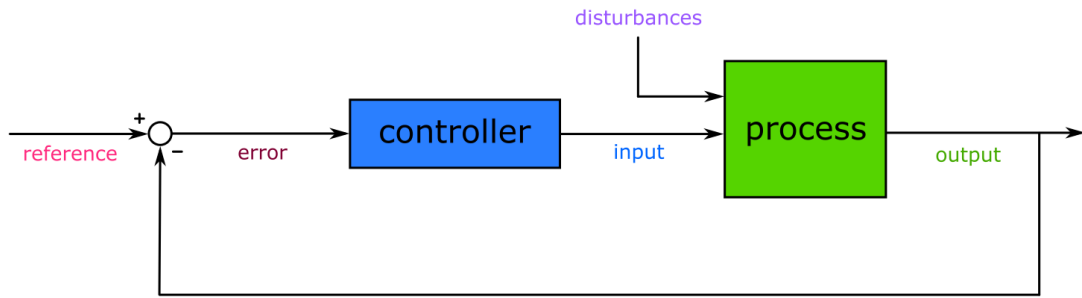 disturbances
+
controller
process
reference
−
error
input
output